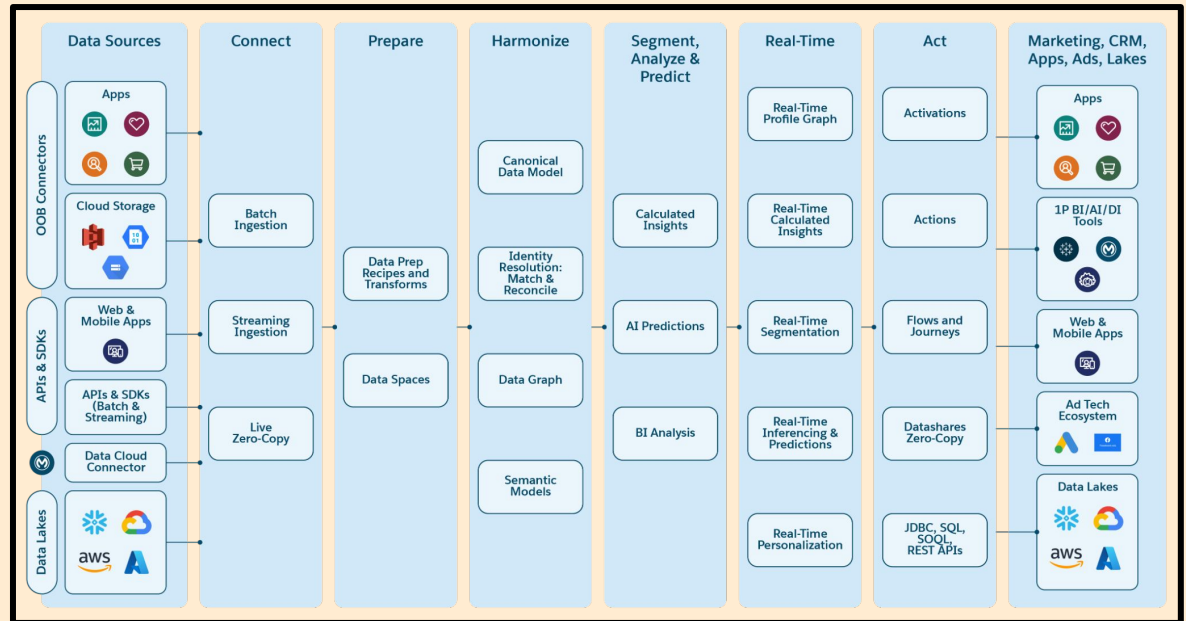 Data Sources
Connect
Prepare
Harmonize
Segment,
Analyze &
Predict
Real-Time
Act
Marketing, CRM,
Apps, Ads, Lakes
OOB Connectors
APIs & SDKs
Data Lakes
Apps
Cloud Storage
10
01
Web &
Mobile Apps
APIs & SDKs
(Batch &
Streaming)
Data Cloud
Connector
aws
Batch
Ingestion
Streaming
Ingestion
Live
Zero-Copy
Data Prep
Recipes and
Transforms
Data Spaces
Canonical
Data Model
Identity
Resolution:
Match &
Reconcile
Data Graph
Semantic
Models
Calculated
Insights
AI Predictions
BI Analysis
Real-Time
Profile Graph
Real-Time
Calculated
Insights
Real-Time
Segmentation
Real-Time
Inferencing &
Predictions
Real-Time
Personalization
Activations
Actions
Flows and
Journeys
Datashares
Zero-Copy
JDBC, SQL,
SOQL,
REST APIs
Apps
1P BI/AI/DI
Tools
Web &
Mobile Apps
Ad Tech
Ecosystem
Data Lakes
aws